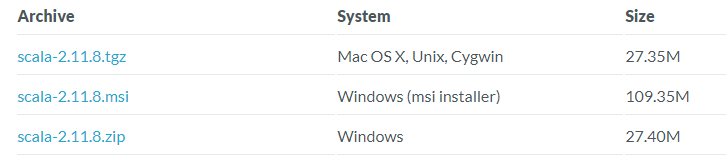 Archive System Size
scala-2.11.8.tgz Mac OS X, Unix, Cygwin 27.35M
scala-2.11.8.msi Windows (msi installer) 109.35M
scala-2.11.8.zip Windows 27.40M